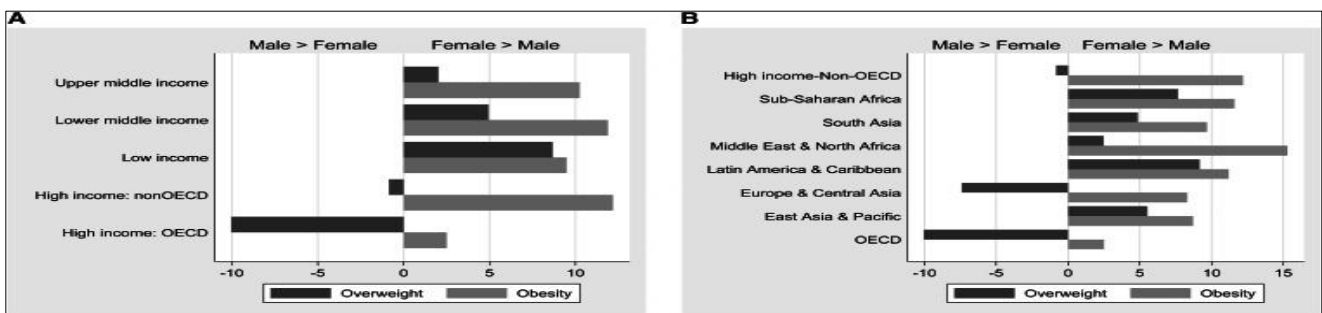 A
Male > Female Female > Male
Upper middle income
Lower middle income
Low income
High income: nonOECD
High income: OECD
-10 -5 0 5 10
Overweight Obesity
B
Male > Female Female > Male
High income-Non-OECD
Sub-Saharan Africa
South Asia
Middle East & North Africa
Latin America & Caribbean
Europe & Central Asia
East Asia & Pacific
OECD
-10 -5 0 5 10 15
Overweight Obesity